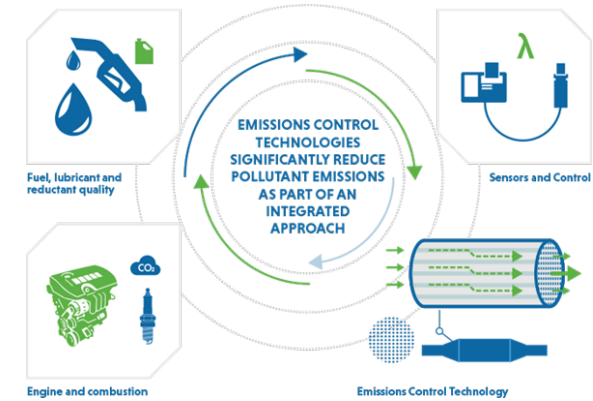 λ
EMISSIONS CONTROL
TECHNOLOGIES
SIGNIFICANTLY REDUCE
POLLUTANT EMISSIONS
AS PART OF AN
INTEGRATED
APPROACH
Fuel, lubricant and
reductant quality
Sensors and Control
CO₂
Engine and combustion
Emissions Control Technology